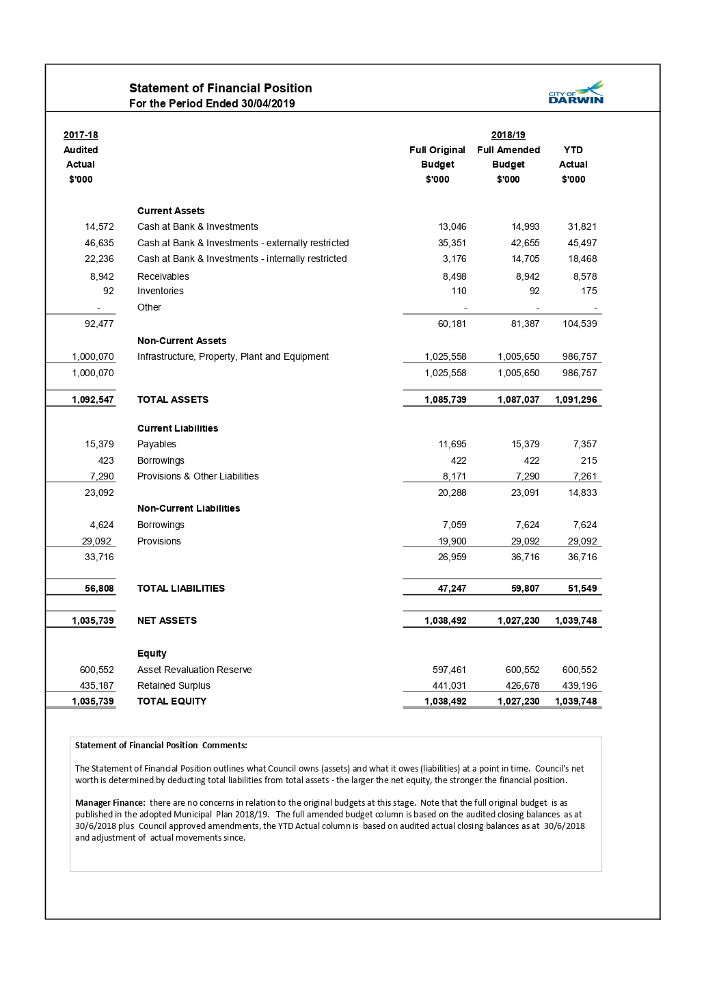 Statement of Financial Position
For the Period Ended 30/04/2019
CITY OF
DARWIN
2017-18 2018/19
Audited Full Original Full Amended YTD
Actual Budget Budget Actual
$'000 $'000 $'000 $'000
Current Assets
14,572 Cash at Bank & Investments 13,046 14,993 31,821
46,635 Cash at Bank & Investments - externally restricted 35,351 42,655 45,497
22,236 Cash at Bank & Investments - internally restricted 3,176 14,705 18,468
8,942 Receivables 8,498 8,942 8,578
92 Inventories 110 92 175
- Other - - -
92,477 60,181 81,387 104,539
Non-Current Assets
1,000,070 Infrastructure, Property, Plant and Equipment 1,025,558 1,005,650 986,757
1,000,070 1,025,558 1,005,650 986,757
1,092,547 TOTAL ASSETS 1,085,739 1,087,037 1,091,296
Current Liabilities
15,379 Payables 11,695 15,379 7,357
423 Borrowings 422 422 215
7,290 Provisions & Other Liabilities 8,171 7,290 7,261
23,092 20,288 23,091 14,833
Non-Current Liabilities
4,624 Borrowings 7,059 7,624 7,624
29,092 Provisions 19,900 29,092 29,092
33,716 26,959 36,716 36,716
56,808 TOTAL LIABILITIES 47,247 59,807 51,549
1,035,739 NET ASSETS 1,038,492 1,027,230 1,039,748
Equity
600,552 Asset Revaluation Reserve 597,461 600,552 600,552
435,187 Retained Surplus 441,031 426,678 439,196
1,035,739 TOTAL EQUITY 1,038,492 1,027,230 1,039,748
Statement of Financial Position Comments:
The Statement of Financial Position outlines what Council owns (assets) and what it owes (liabilities) at a point in time. Council's net
worth is determined by deducting total liabilities from total assets - the larger the net equity, the stronger the financial position.
Manager Finance: there are no concerns in relation to the original budgets at this stage. Note that the full original budget is as
published in the adopted Municipal Plan 2018/19. The full amended budget column is based on the audited closing balances as at
30/6/2018 plus Council approved amendments, the YTD Actual column is based on audited actual closing balances as at 30/6/2018
and adjustment of actual movements since.